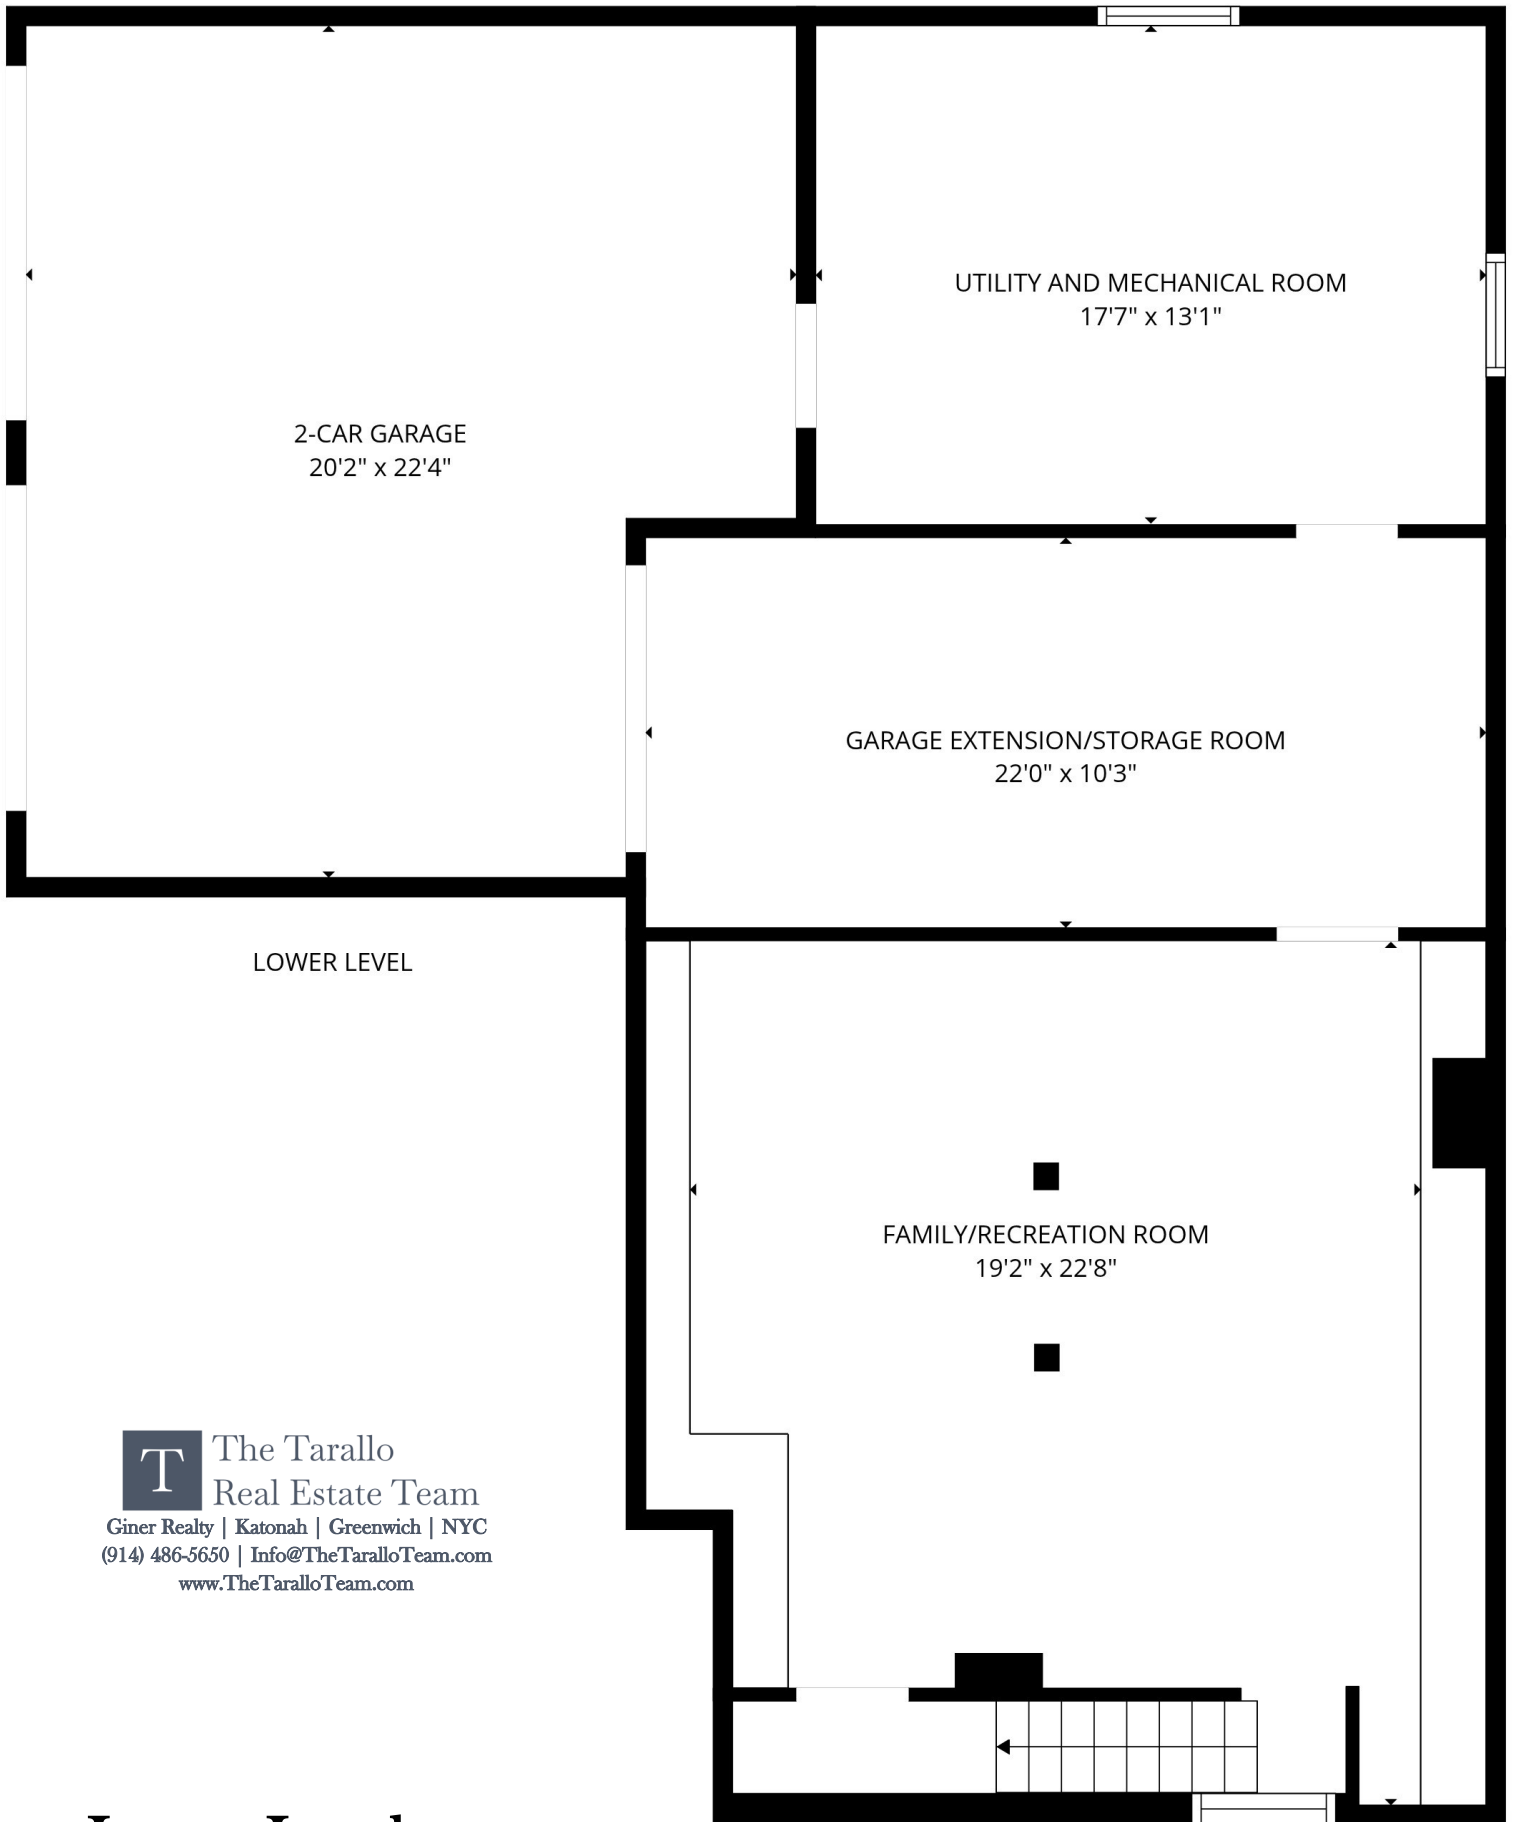 UTILITY AND MECHANICAL ROOM
17'7" x 13'1"
2-CAR GARAGE
20'2" x 22'4"
GARAGE EXTENSION/STORAGE ROOM
22'0" x 10'3"
LOWER LEVEL
FAMILY/RECREATION ROOM
19'2" x 22'8"
T
The Tarallo
Real Estate Team
Giner Realty | Katonah | Greenwich | NYC
(914) 486-5650 | Info@TheTaralloTeam.com
www.TheTaralloTeam.com